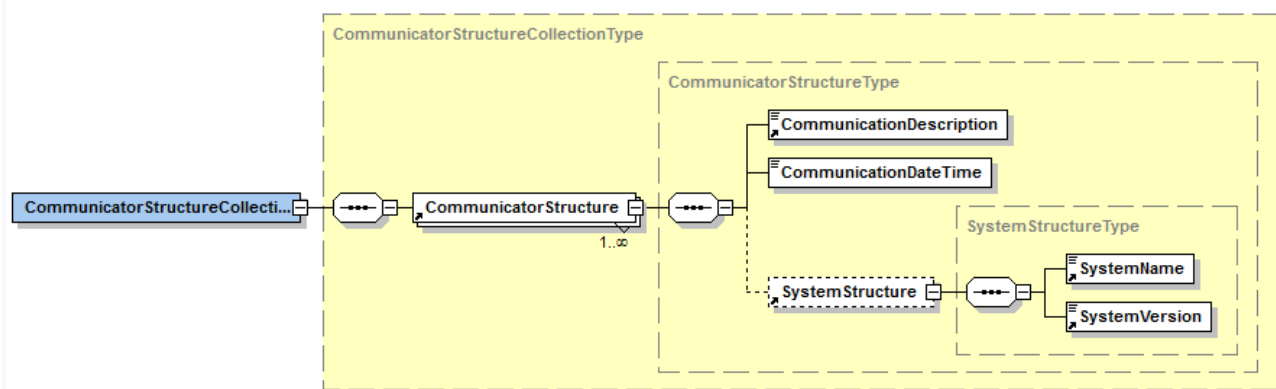 CommunicatorStructureCollectionType
CommunicatorStructureType
CommunicationDescription
CommunicationDateTime
CommunicatorStructureCollecti...
CommunicatorStructure
1..∞
SystemStructureType
SystemName
SystemStructure
SystemVersion